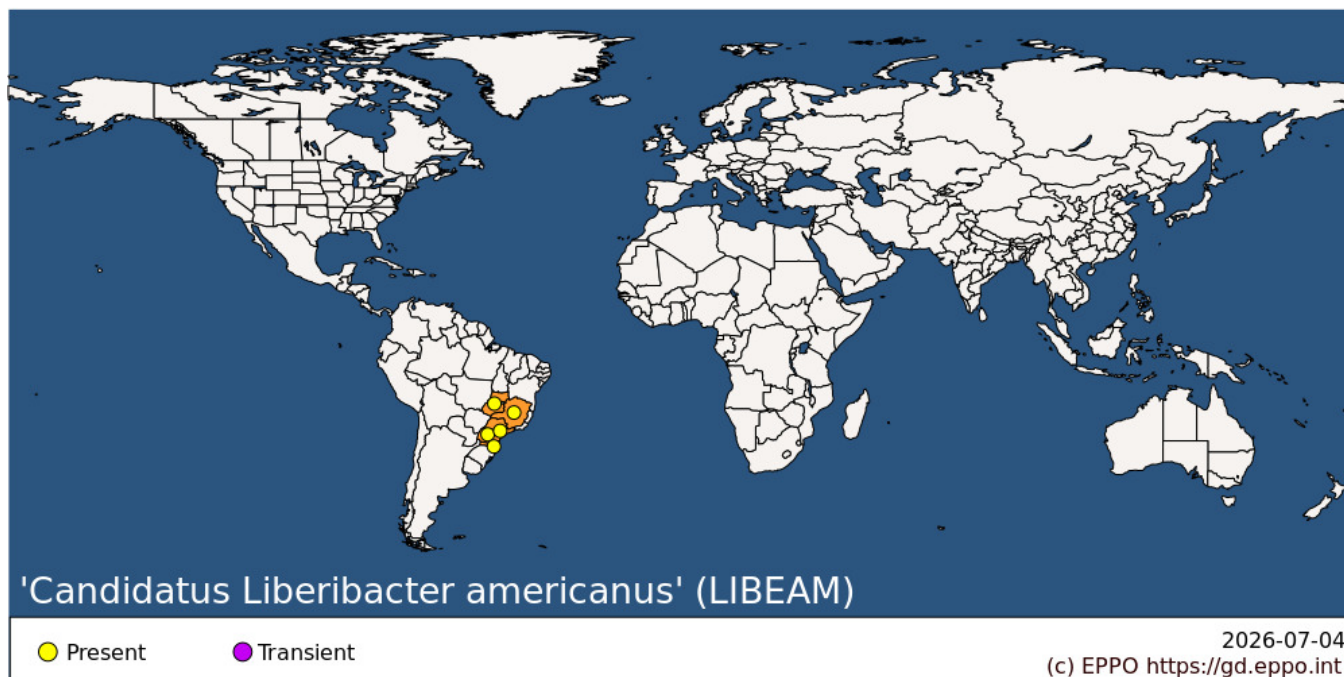 'Candidatus Liberibacter americanus' (LIBEAM)
Present
Transient
2026-07-04
(c) EPPO https://gd.eppo.int